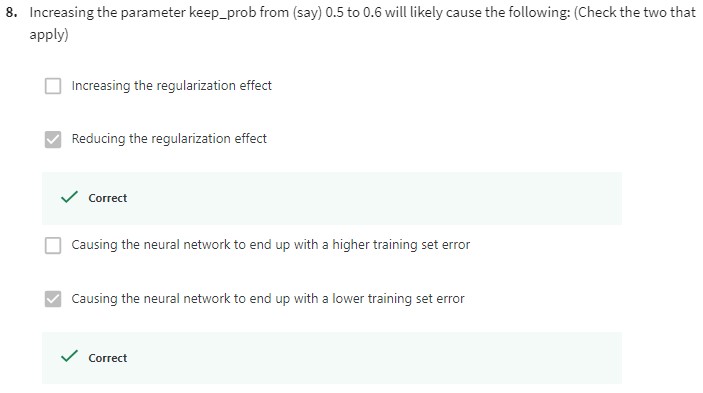 8. Increasing the parameter keep_prob from (say) 0.5 to 0.6 will likely cause the following: (Check the two that
apply)
Increasing the regularization effect
Reducing the regularization effect
Correct
Causing the neural network to end up with a higher training set error
Causing the neural network to end up with a lower training set error
Correct